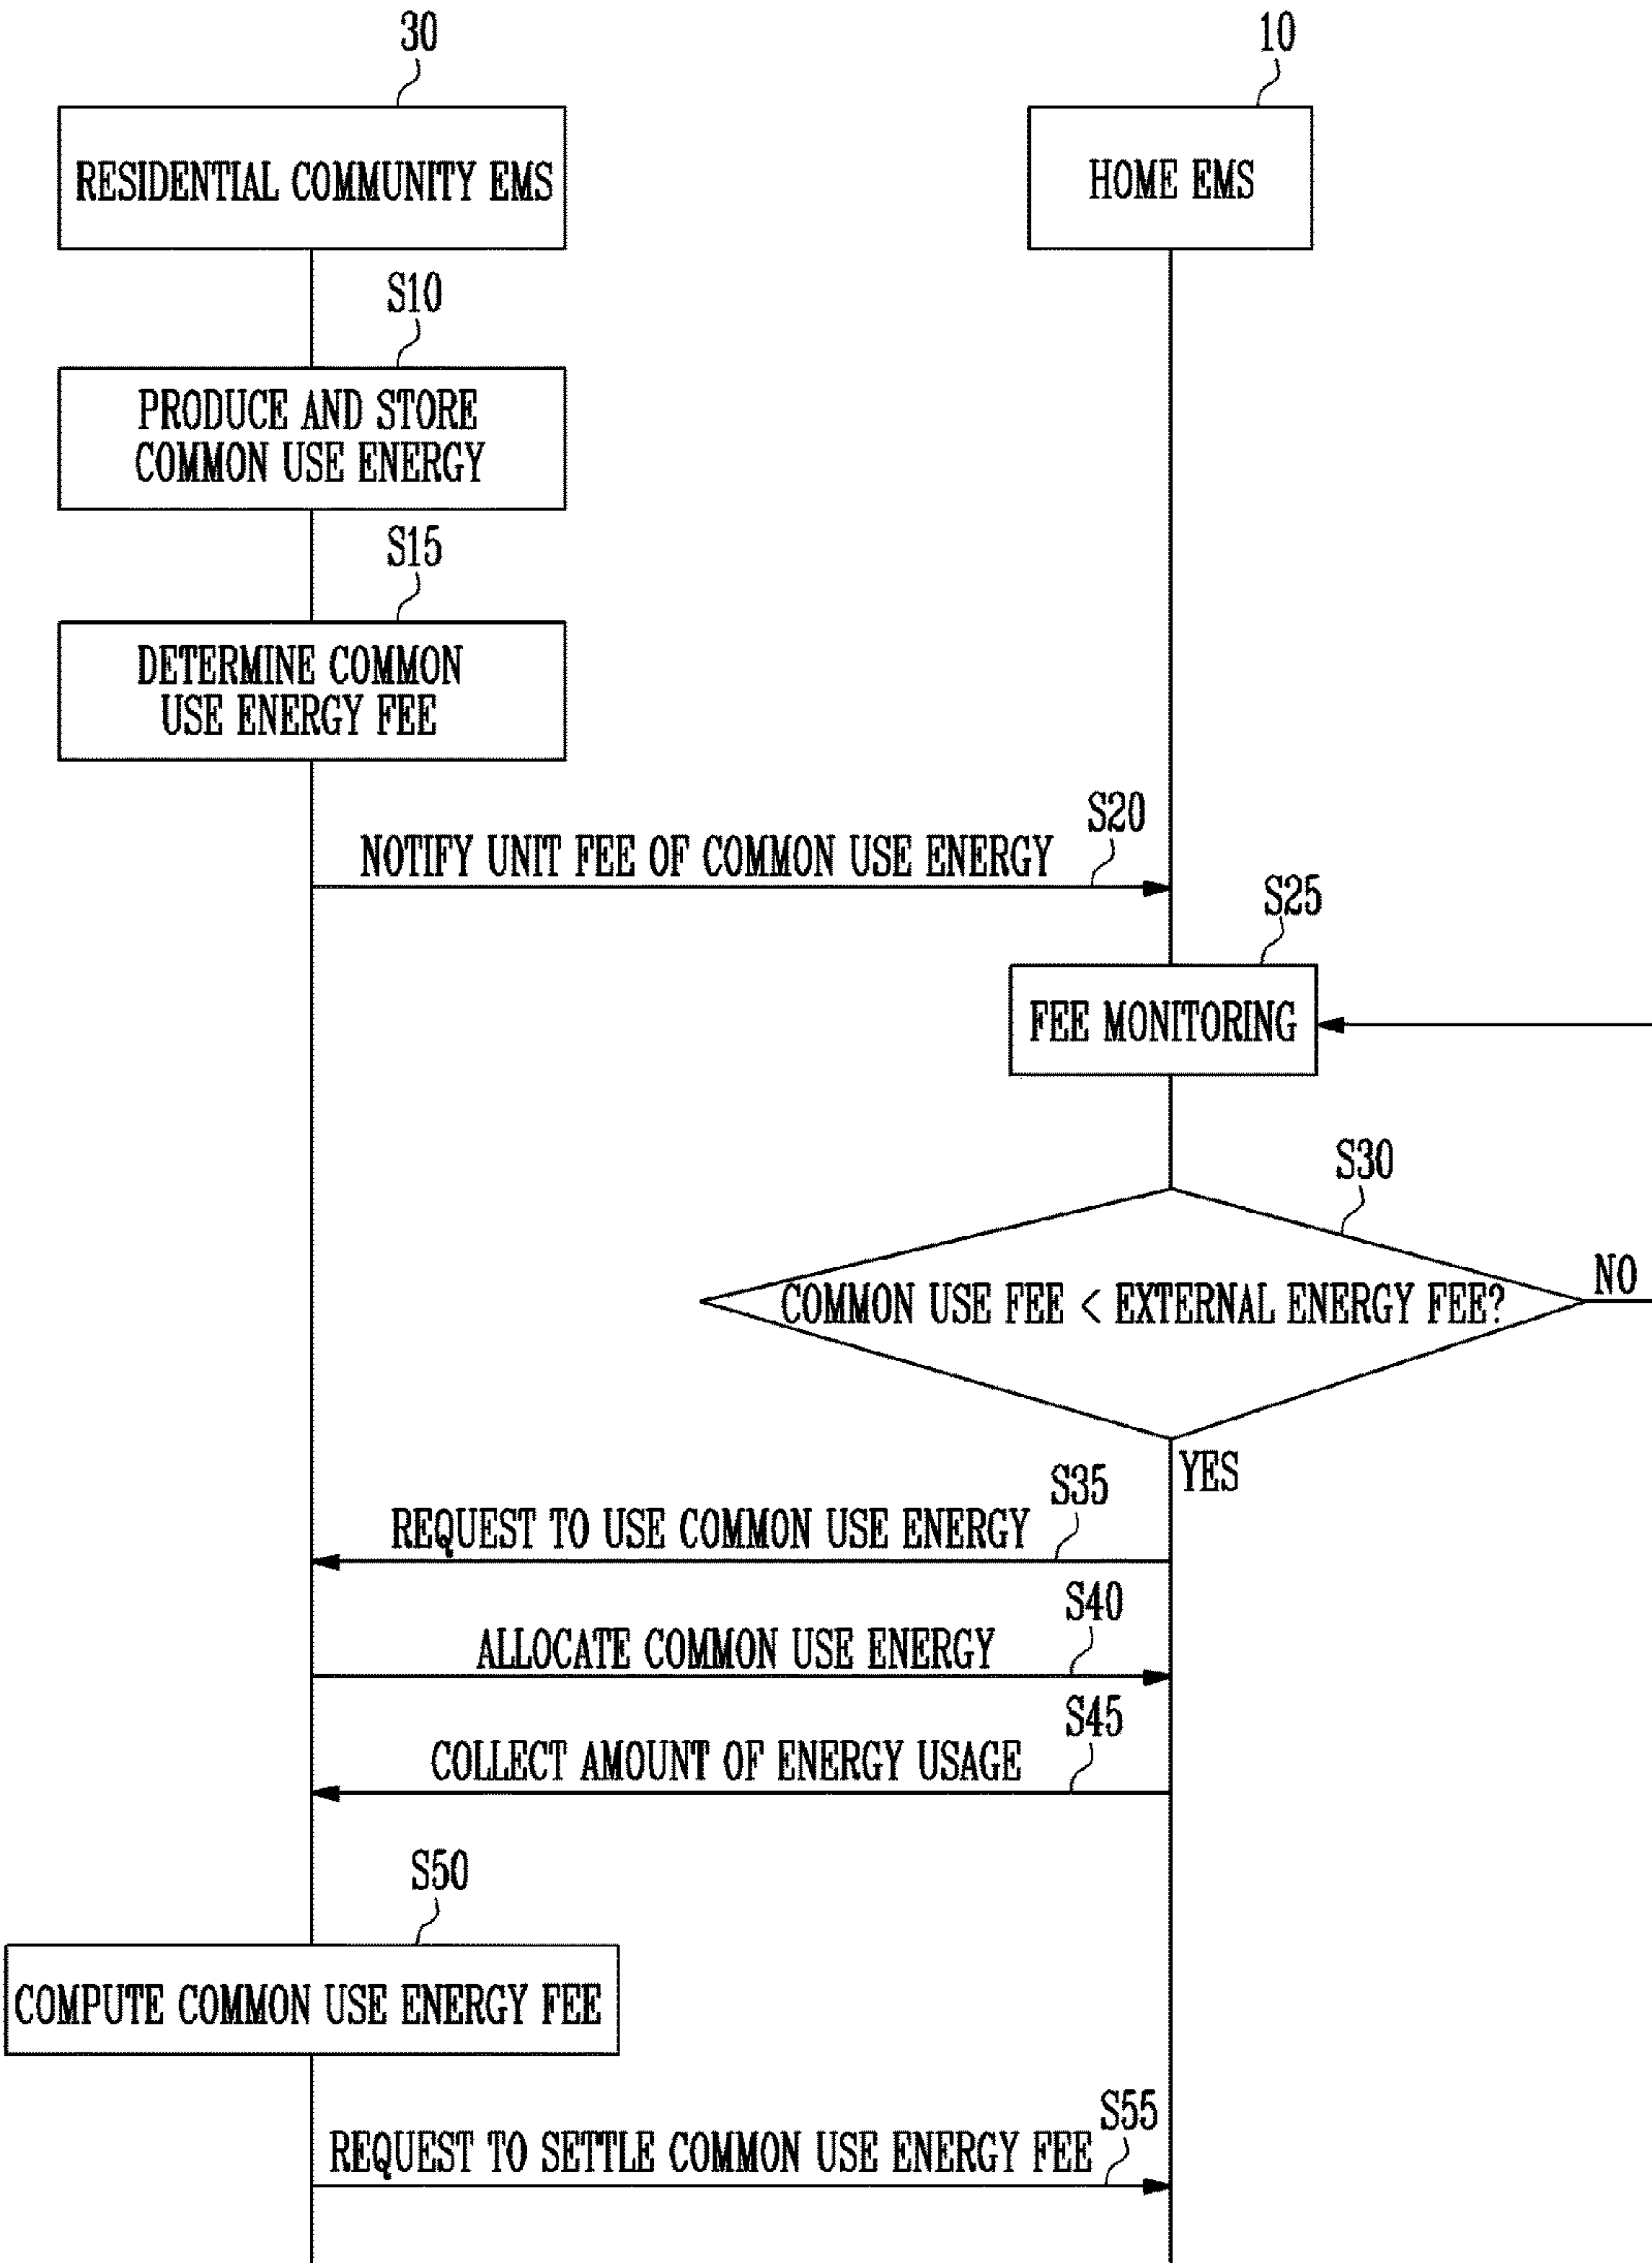 30
10
RESIDENTIAL COMMUNITY EMS
HOME EMS
S10
PRODUCE AND STORE
COMMON USE ENERGY
S15
DETERMINE COMMON
USE ENERGY FEE
S20
NOTIFY UNIT FEE OF COMMON USE ENERGY
S25
FEE MONITORING
S30
COMMON USE FEE < EXTERNAL ENERGY FEE?
NO
YES
S35
REQUEST TO USE COMMON USE ENERGY
S40
ALLOCATE COMMON USE ENERGY
S45
COLLECT AMOUNT OF ENERGY USAGE
S50
COMPUTE COMMON USE ENERGY FEE
S55
REQUEST TO SETTLE COMMON USE ENERGY FEE